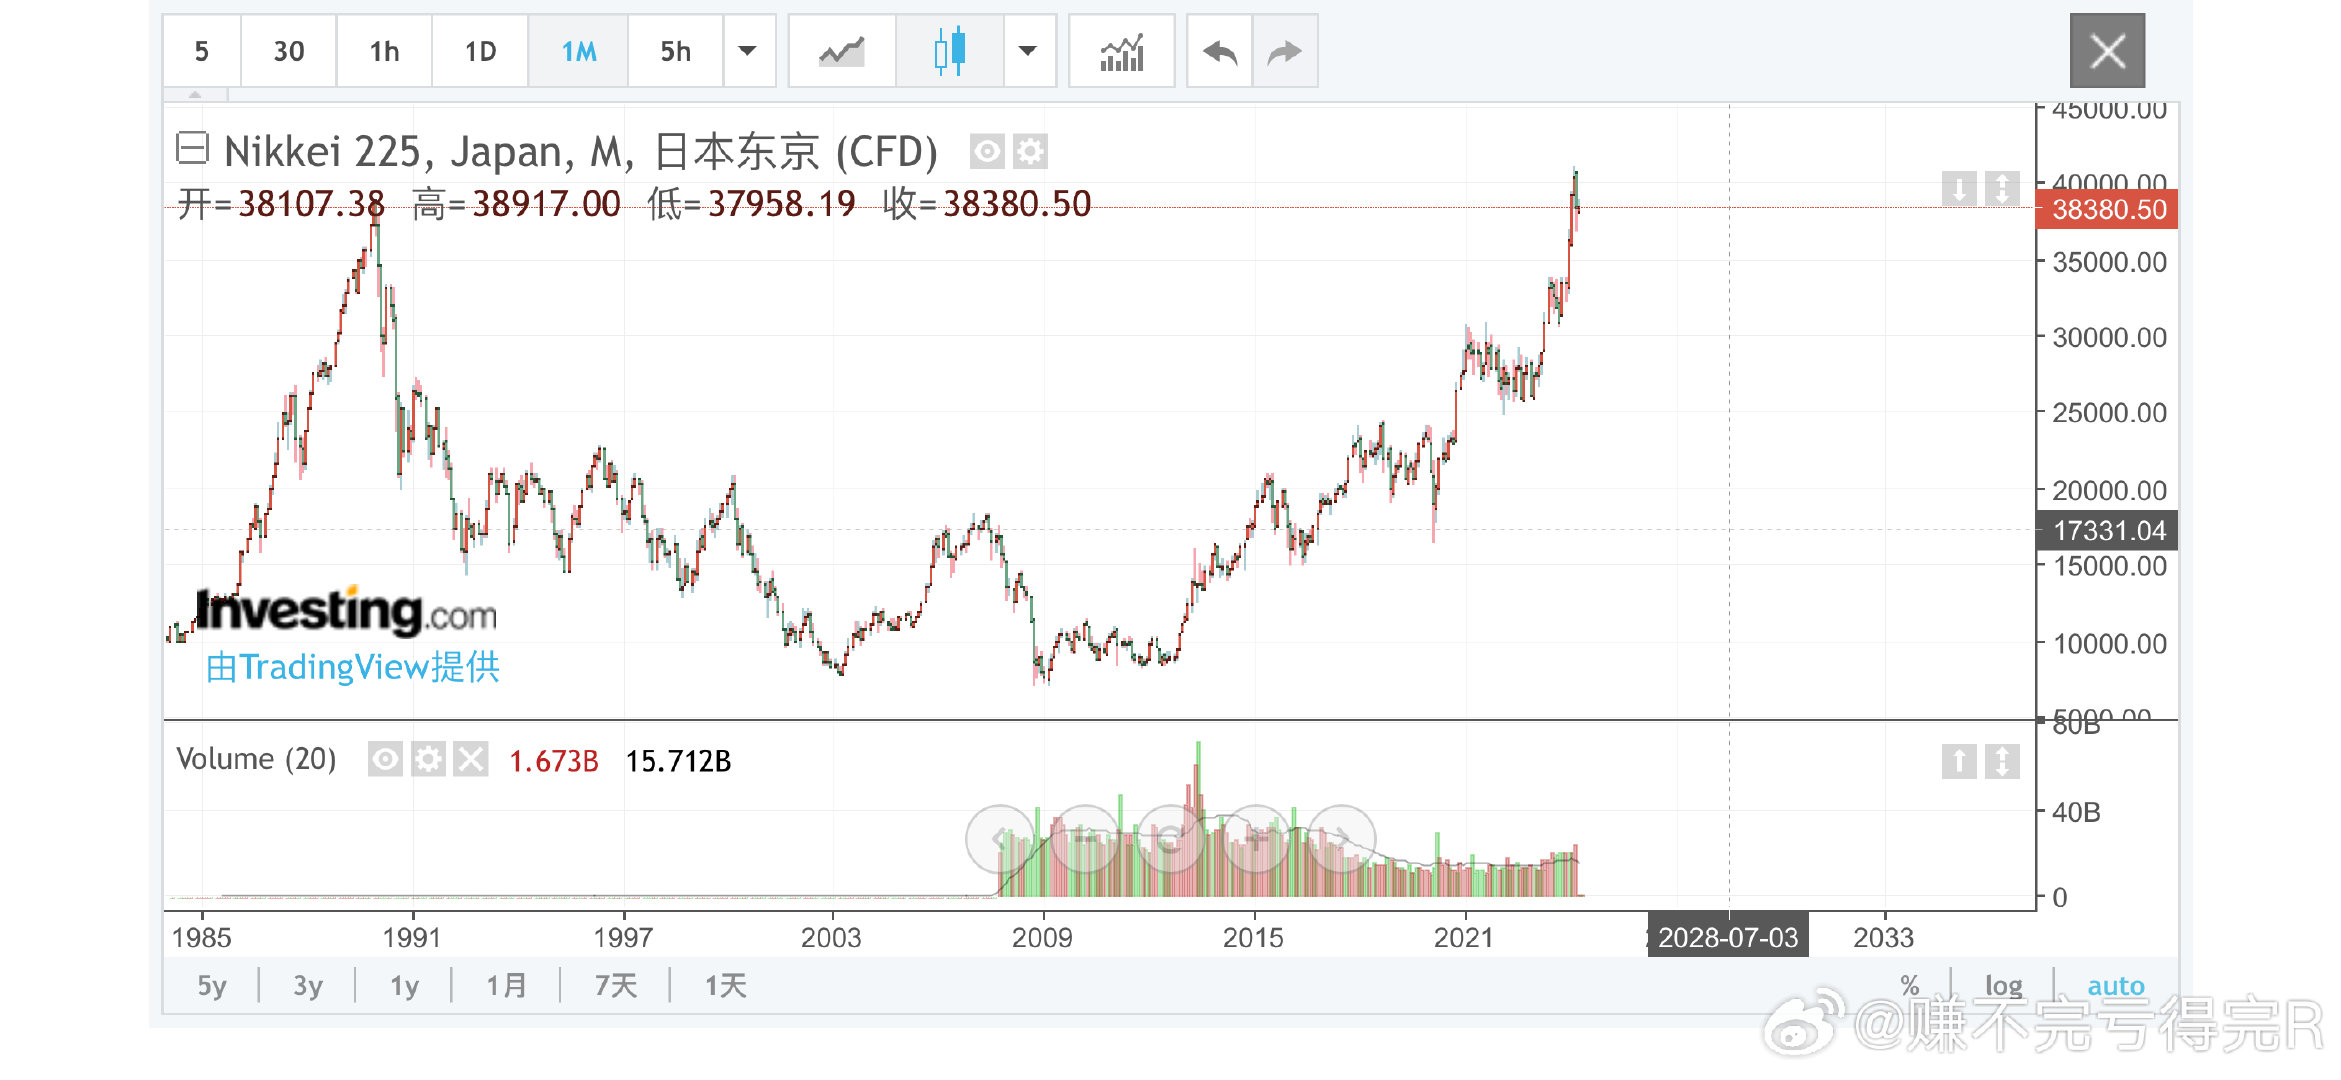 5 30 1h 1D 1M 5h
45000.00
Nikkei 225, Japan, M, 日本东京 (CFD)
开=38107.38 高=38917.00 低=37958.19 收=38380.50
40000.00
38380.50
35000.00
30000.00
25000.00
20000.00
17331.04
15000.00
10000.00
5000.00
Investing.com
由TradingView提供
Volume (20) 1.673B 15.712B
80B
40B
0
1985 1991 1997 2003 2009 2015 2021 2028-07-03 2033
5y 3y 1y 1月 7天 1天 % log auto
@赚不完亏得完R